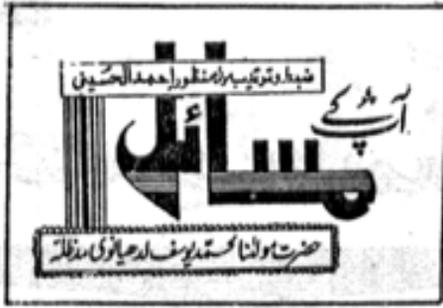 ضبط و ترتیب: منظور احمد الحسینی
آپ کے
مسائل
حضرت مولانا محمد یوسف لدھیانوی مدظلہ